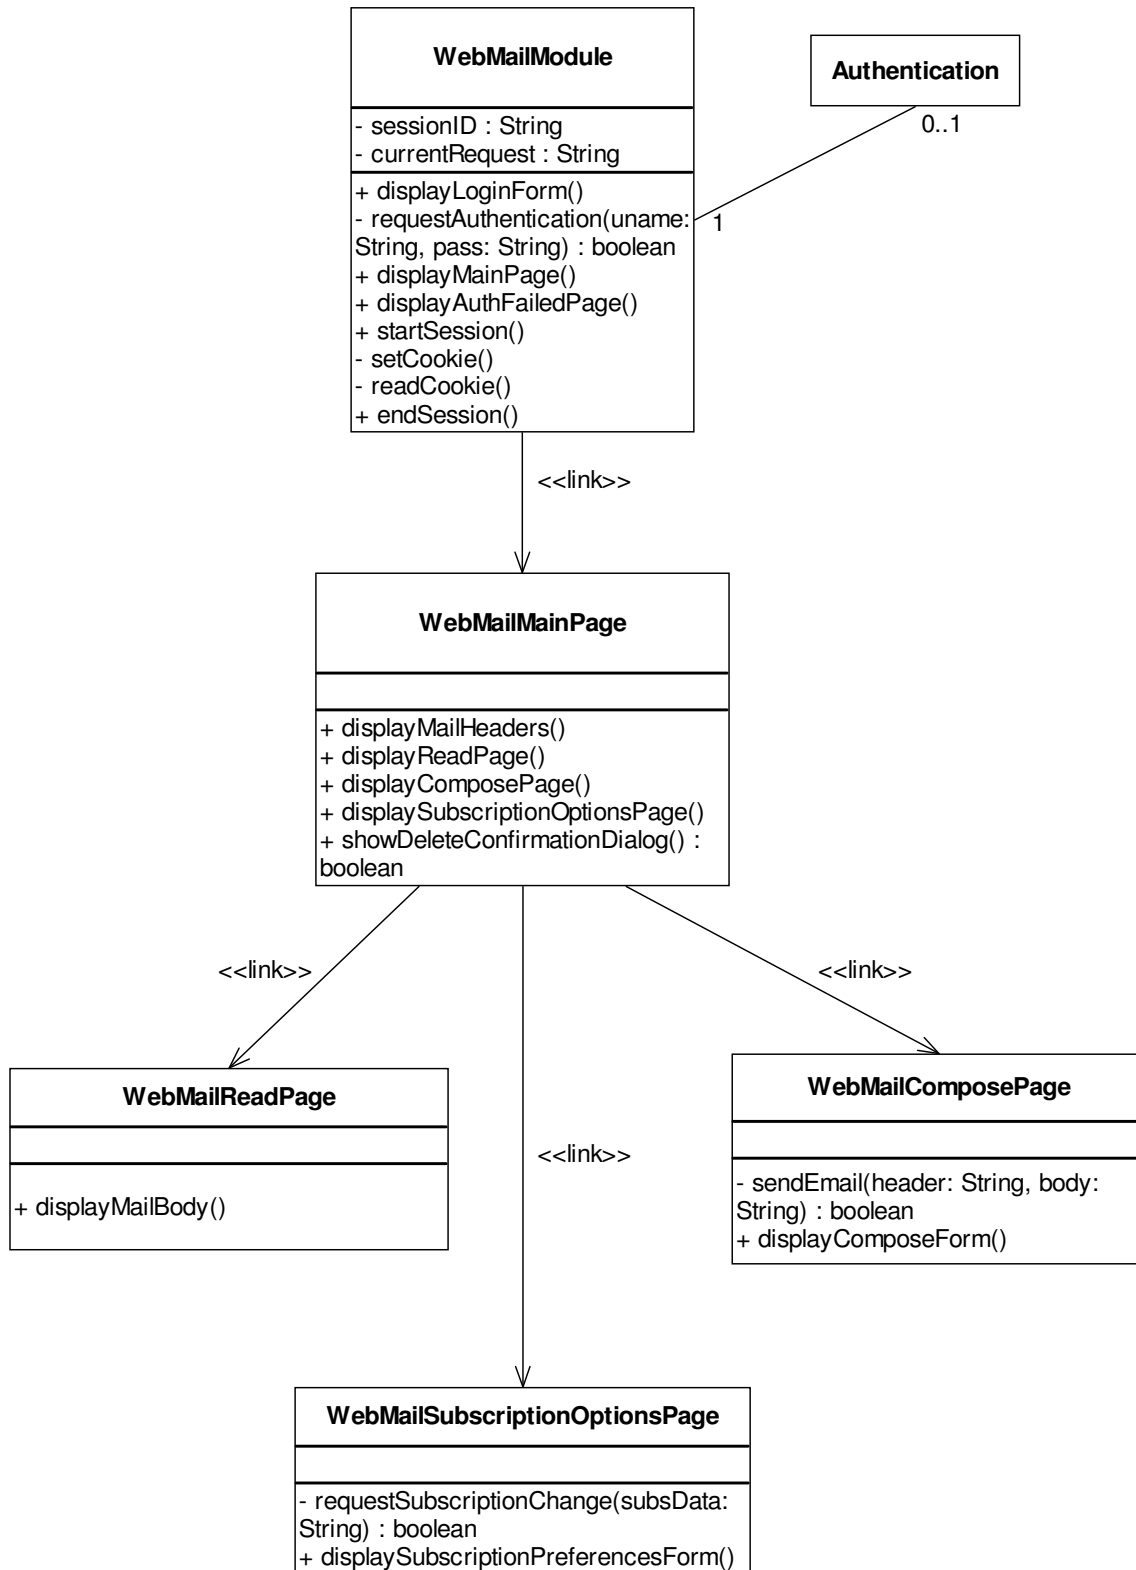 WebMailModule
- sessionID : String
- currentRequest : String
+ displayLoginForm()
- requestAuthentication(uname:
String, pass: String) : boolean
+ displayMainPage()
+ displayAuthFailedPage()
+ startSession()
- setCookie()
- readCookie()
+ endSession()
Authentication
0..1
1
<<link>>
WebMailMainPage
+ displayMailHeaders()
+ displayReadPage()
+ displayComposePage()
+ displaySubscriptionOptionsPage()
+ showDeleteConfirmationDialog() :
boolean
<<link>>
<<link>>
<<link>>
WebMailReadPage
+ displayMailBody()
WebMailComposePage
- sendEmail(header: String, body:
String) : boolean
+ displayComposeForm()
WebMailSubscriptionOptionsPage
- requestSubscriptionChange(subsData:
String) : boolean
+ displaySubscriptionPreferencesForm()